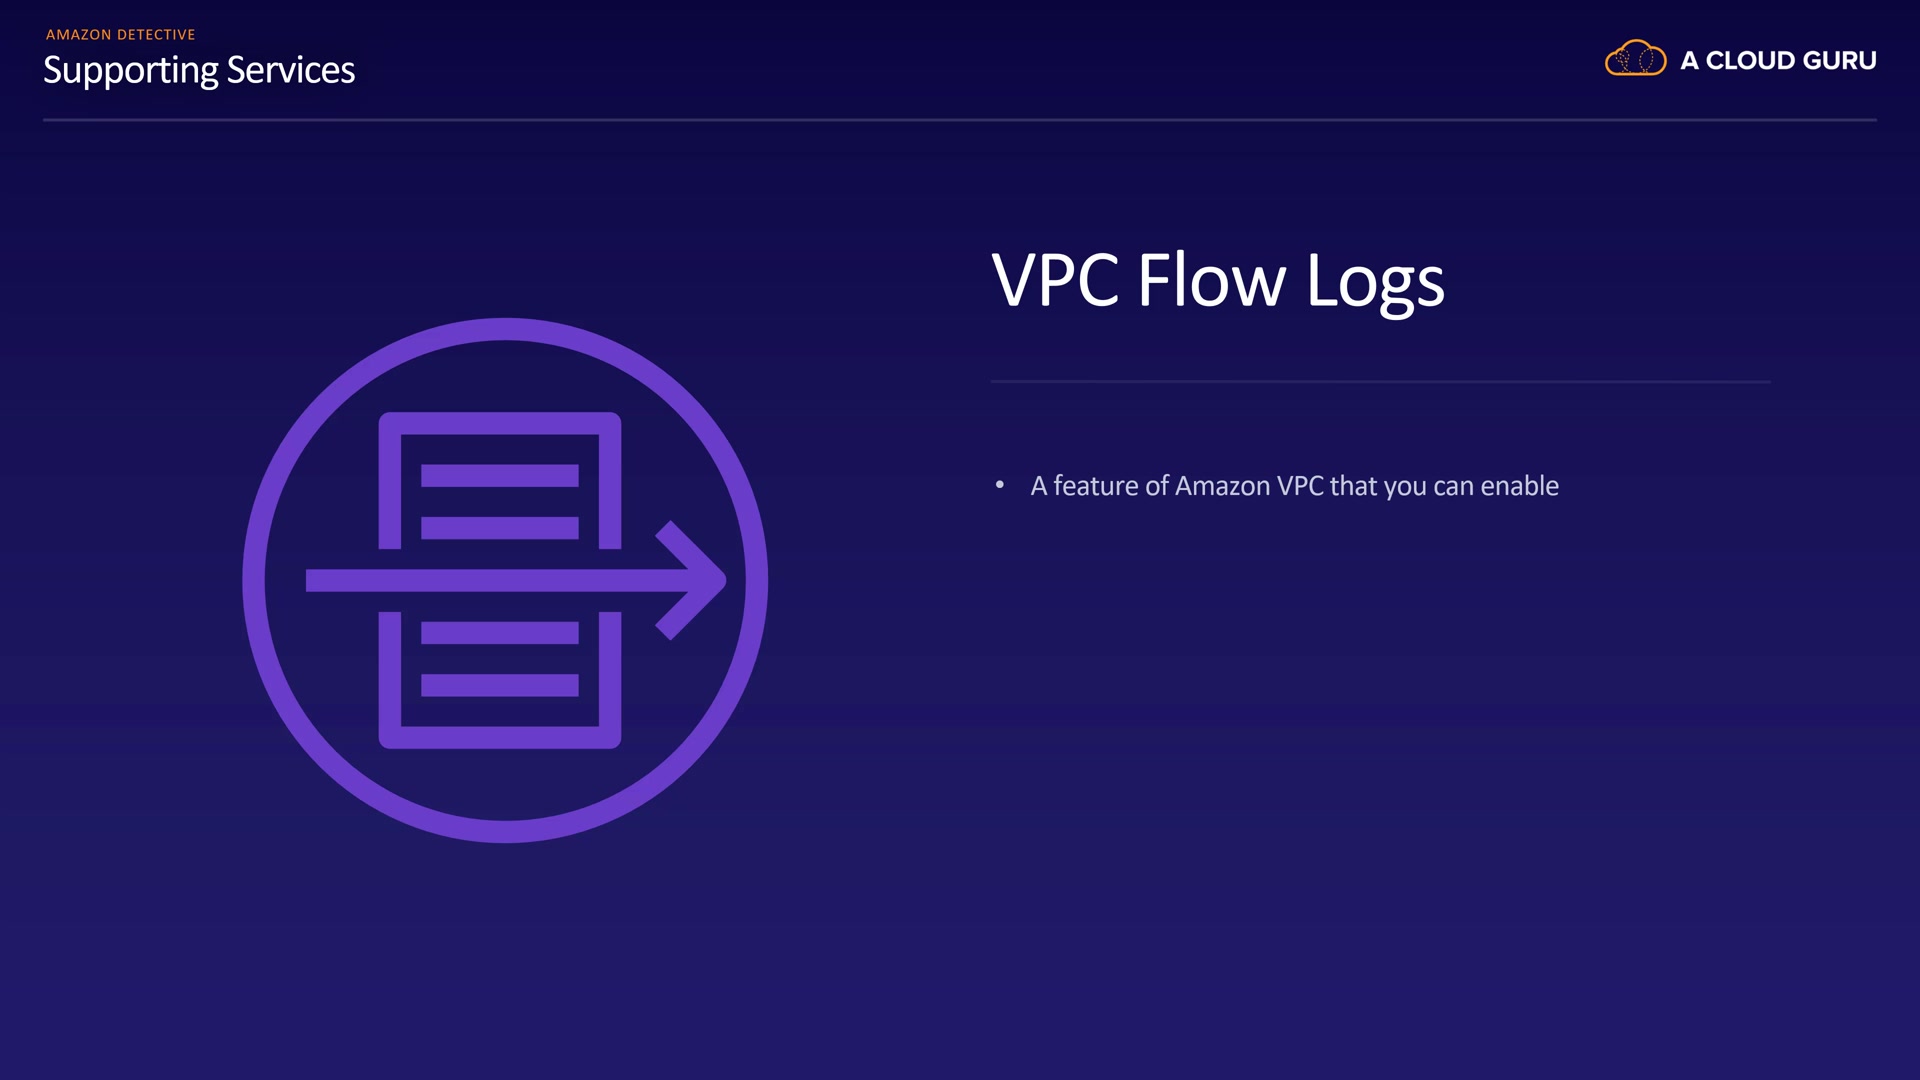 AMAZON DETECTIVE
Supporting Services
A CLOUD GURU
VPC Flow Logs
• A feature of Amazon VPC that you can enable